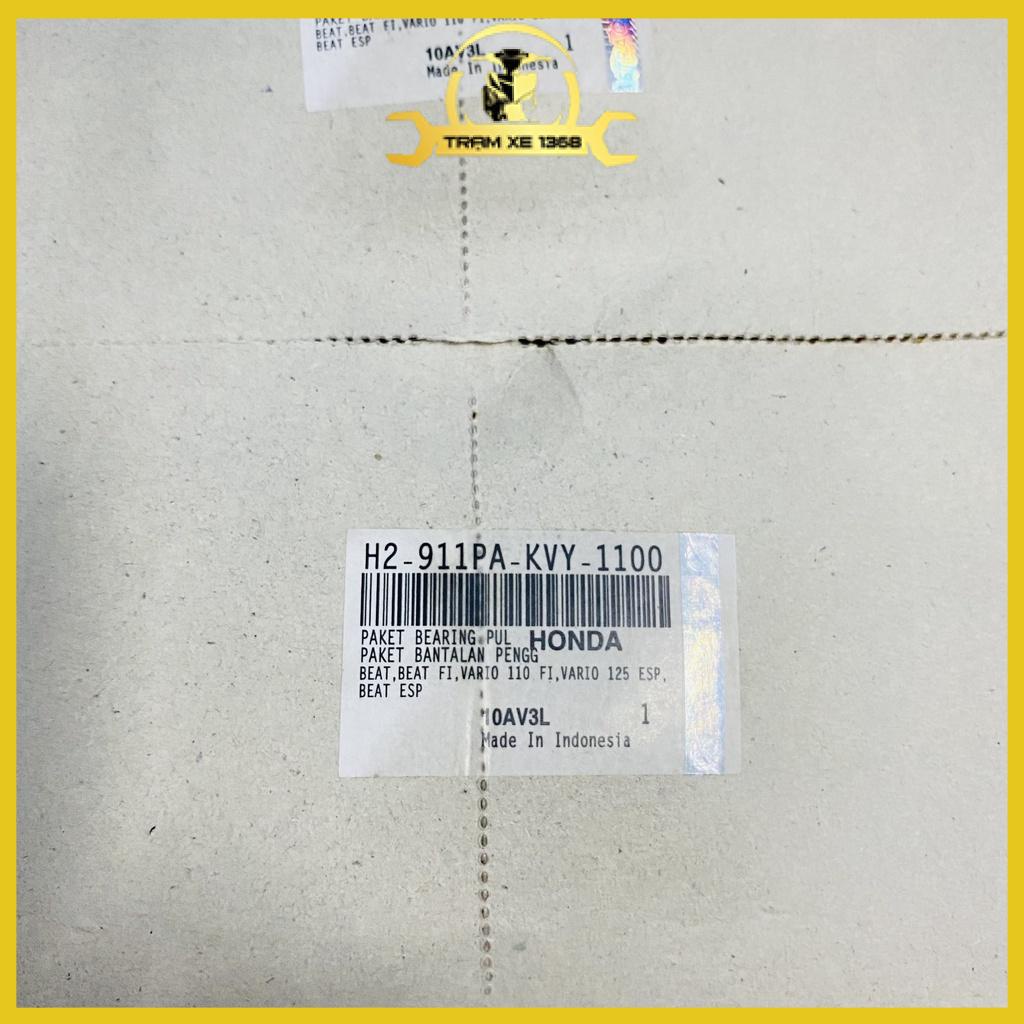 BEAT,BEAT FI,VARIO 110 FI,VARIO
BEAT ESP
10AV3L 1
Made In Indonesia
TRẠM XE 1368
H2-911PA-KVY-1100
PAKET BEARING PUL HONDA
PAKET BANTALAN PENGG
BEAT,BEAT FI,VARIO 110 FI,VARIO 125 ESP,
BEAT ESP
10AV3L 1
Made In Indonesia